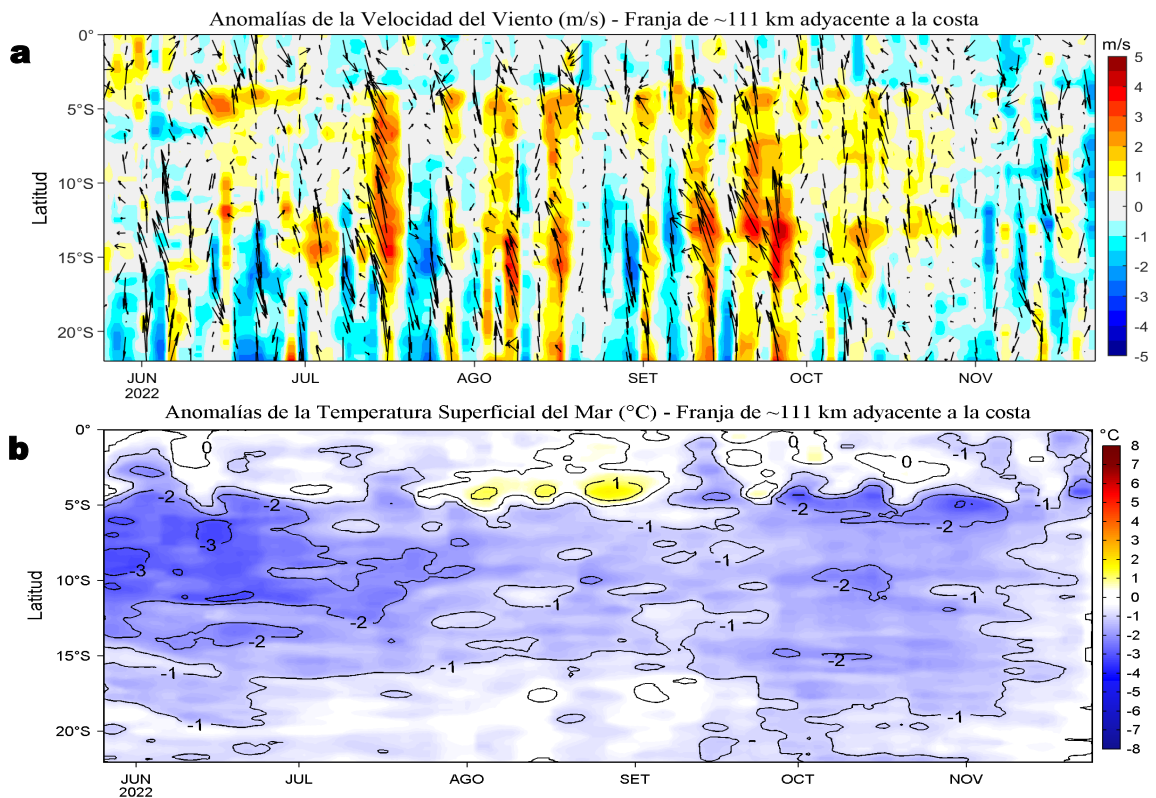 Anomalías de la Velocidad del Viento (m/s) - Franja de ~111 km adyacente a la costa
a
m/s
Latitud
0°
5°S
10°S
15°S
20°S
5
4
3
2
1
0
-1
-2
-3
-4
-5
JUN JUL AGO SET OCT NOV
2022
Anomalías de la Temperatura Superficial del Mar (°C) - Franja de ~111 km adyacente a la costa
b
°C
Latitud
0°
5°S
10°S
15°S
20°S
0 0 0 -1
-2 -2 1 -2 -2 -1
-3 -1 -1
-3 -2 -1 -1
-2 -2 -1
-1 -1 -2
-1 -1
8
7
6
5
4
3
2
1
0
-1
-2
-3
-4
-5
-6
-7
-8
JUN JUL AGO SET OCT NOV
2022